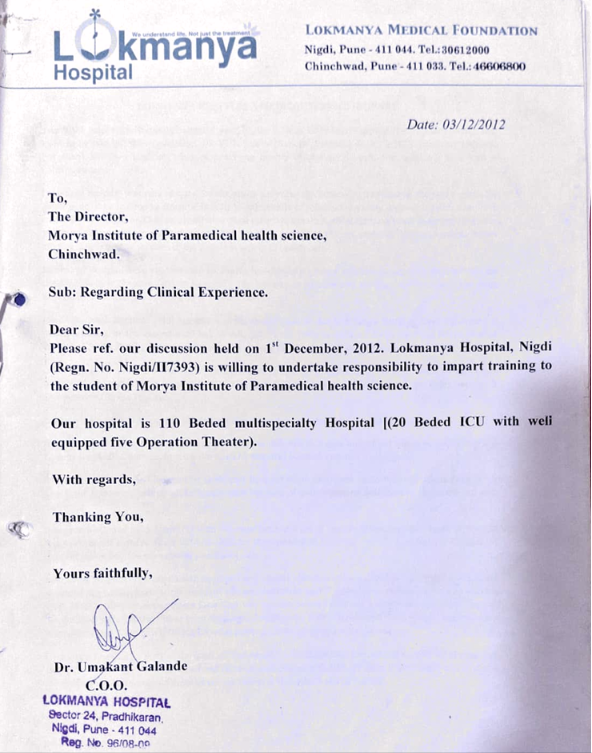 We understand life, Not just the treatment
Lokmanya
Hospital
LOKMANYA MEDICAL FOUNDATION
Nigdi, Pune - 411 044. Tel.:30612000
Chinchwad, Pune - 411 033. Tel.:46606800
Date: 03/12/2012
To,
The Director,
Morya Institute of Paramedical health science,
Chinchwad.
Sub: Regarding Clinical Experience.
Dear Sir,
Please ref. our discussion held on 1st December, 2012. Lokmanya Hospital, Nigdi
(Regn. No. Nigdi/II7393) is willing to undertake responsibility to impart training to
the student of Morya Institute of Paramedical health science.
Our hospital is 110 Beded multispecialty Hospital [(20 Beded ICU with well
equipped five Operation Theater).
With regards,
Thanking You,
Yours faithfully,
Dr. Umakant Galande
C.O.O.
LOKMANYA HOSPITAL
Sector 24, Pradhikaran,
Nigdi, Pune - 411 044
Reg. No. 96/08-09